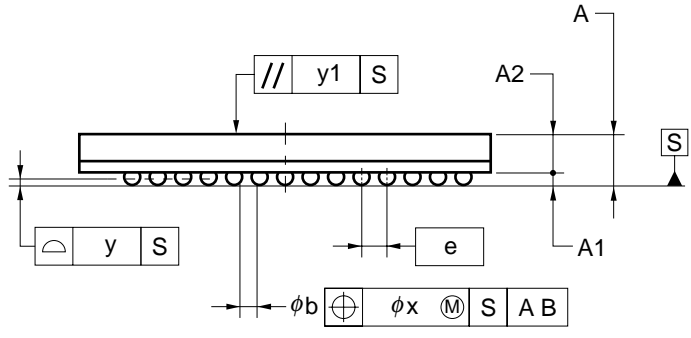 A
// y1 S
A2
S
⌓ y S
e
A1
ϕb ⌖ ϕx Ⓜ S A B